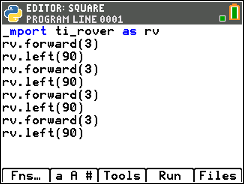 EDITOR: SQUARE
PROGRAM LINE 0001
_mport ti_rover as rv
rv.forward(3)
rv.left(90)
rv.forward(3)
rv.left(90)
rv.forward(3)
rv.left(90)
rv.forward(3)
rv.left(90)
Fns… a A # Tools Run Files